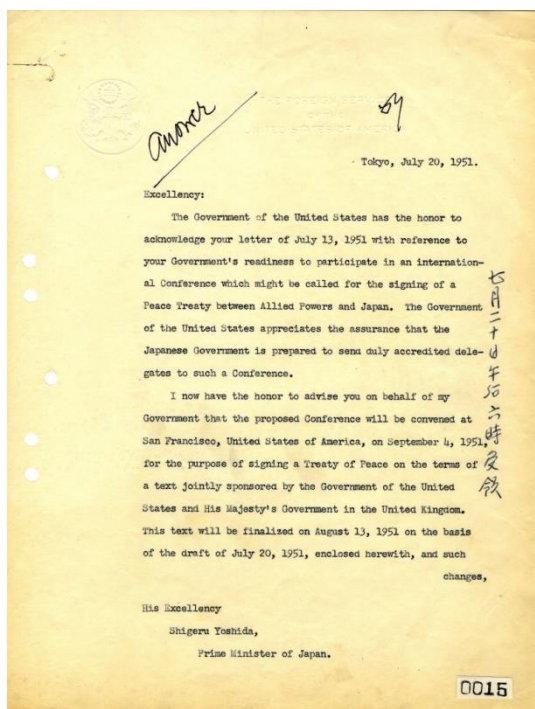 THE FOREIGN SERVICE
OF THE
UNITED STATES OF AMERICA
answer
Tokyo, July 20, 1951.
Excellency:
The Government of the United States has the honor to
acknowledge your letter of July 13, 1951 with reference to
your Government's readiness to participate in an internation-
al Conference which might be called for the signing of a
Peace Treaty between Allied Powers and Japan. The Government
of the United States appreciates the assurance that the
Japanese Government is prepared to send duly accredited dele-
gates to such a Conference.
I now have the honor to advise you on behalf of my
Government that the proposed Conference will be convened at
San Francisco, United States of America, on September 4, 1951,
for the purpose of signing a Treaty of Peace on the terms of
a text jointly sponsored by the Government of the United
States and His Majesty's Government in the United Kingdom.
This text will be finalized on August 13, 1951 on the basis
of the draft of July 20, 1951, enclosed herewith, and such
changes,
七月二十日午后六時受領
His Excellency
Shigeru Yoshida,
Prime Minister of Japan.
0015